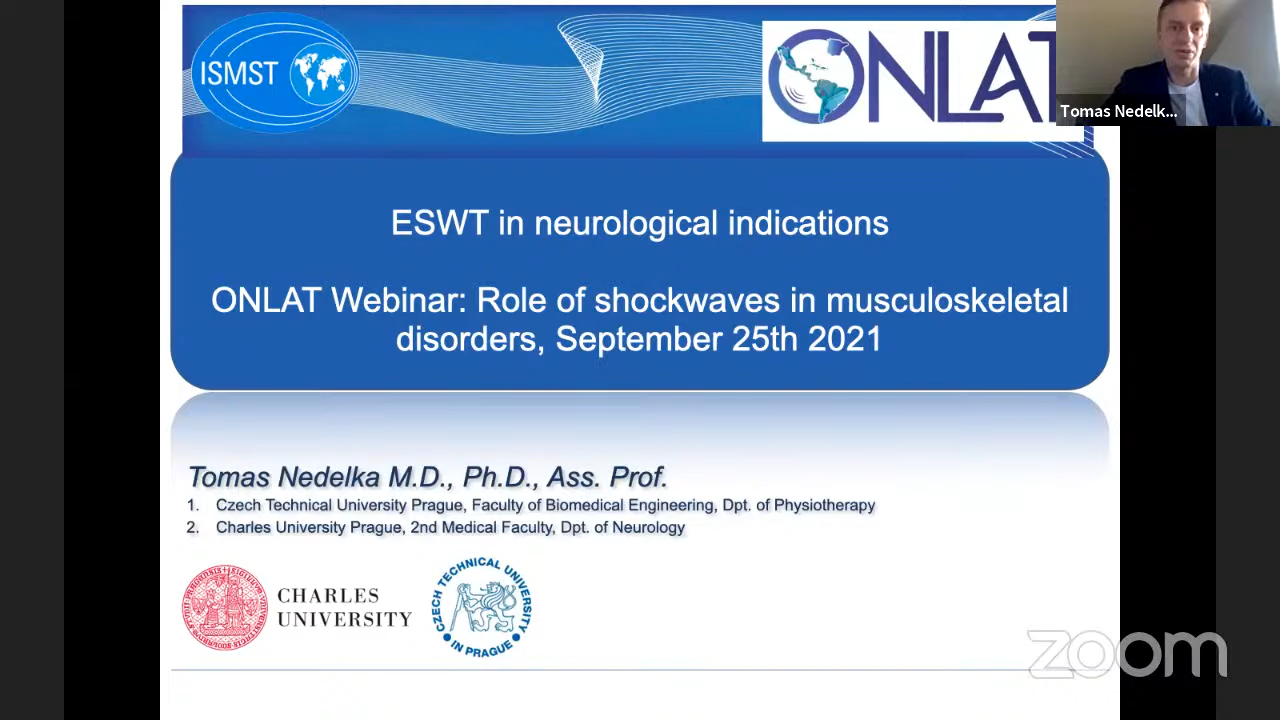 ISMST
ONLAT
Tomas Nedelk...
ESWT in neurological indications
ONLAT Webinar: Role of shockwaves in musculoskeletal
disorders, September 25th 2021
Tomas Nedelka M.D., Ph.D., Ass. Prof.
1. Czech Technical University Prague, Faculty of Biomedical Engineering, Dpt. of Physiotherapy
2. Charles University Prague, 2nd Medical Faculty, Dpt. of Neurology
CHARLES
UNIVERSITY
CZECH TECHNICAL UNIVERSITY
IN PRAGUE
zoom